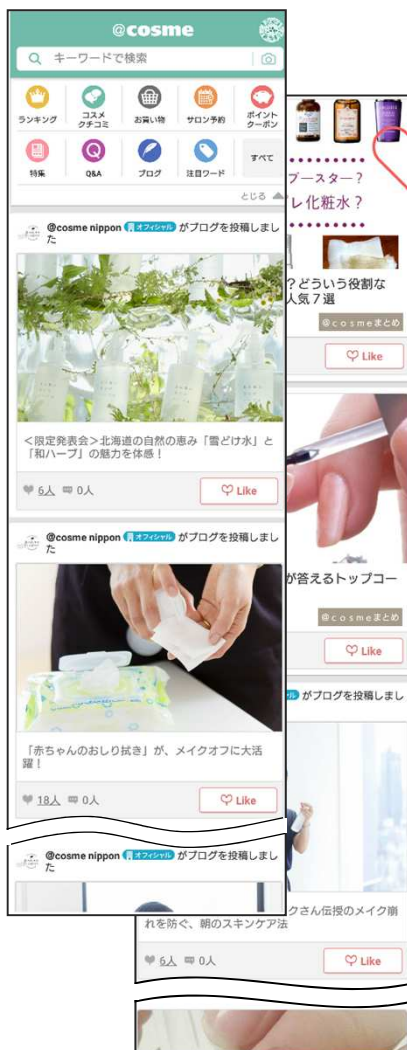 @cosme
キーワードで検索
ランキング
コスメ
クチコミ
お買い物
サロン予約
ポイント
クーポン
特集
Q&A
ブログ
注目ワード
すべて
とじる
@cosme nippon オフィシャル がブログを投稿しまし
た
<限定発表会>北海道の自然の恵み「雪どけ水」と
「和ハーブ」の魅力を体感！
6人 0人
Like
@cosme nippon オフィシャル がブログを投稿しまし
た
「赤ちゃんのおしり拭き」が、メイクオフに大活
躍！
18人 0人
Like
@cosme nippon オフィシャル がブログを投稿しまし
た
ブースター？
レ化粧水？
？どういう役割な
人気７選
@cosmeまとめ
Like
が答えるトップコー
@cosmeまとめ
Like
がブログを投稿しまし
クさん伝授のメイク崩
れを防ぐ、朝のスキンケア法
6人 0人
Like